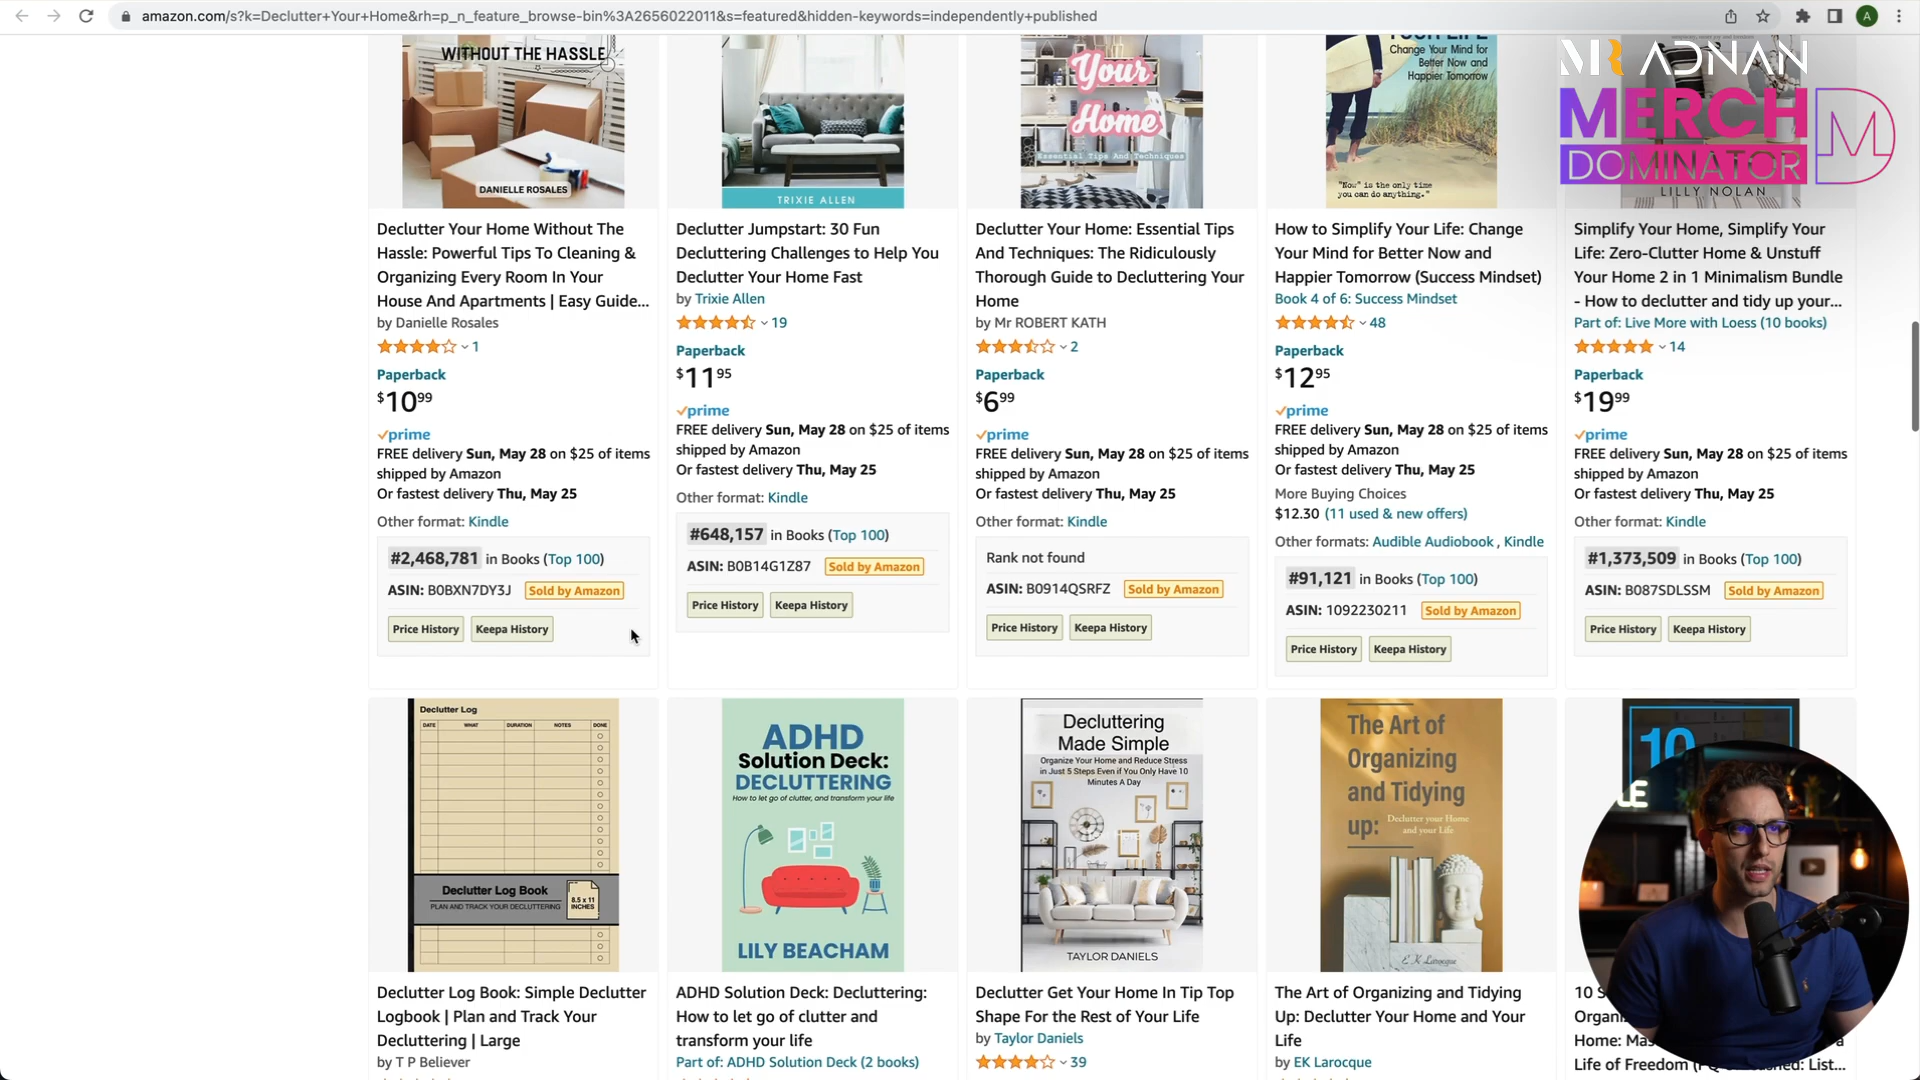 amazon.com/s?k=Declutter+Your+Home&rh=p_n_feature_browse-bin%3A2656022011&s=featured&hidden-keywords=independently+published
A
MR ADNAN
MERCH
DOMINATOR
WITHOUT THE HASSLE
DANIELLE ROSALES
TRIXIE ALLEN
Your
Home
Essential Tips And Techniques
YOUR LIFE
Change Your Mind for
Better Now and
Happier Tomorrow
"Now" is the only time
you can do anything."
LILLY NOLAN
Declutter Your Home Without The
Hassle: Powerful Tips To Cleaning &
Organizing Every Room In Your
House And Apartments | Easy Guide...
by Danielle Rosales
1
Paperback
$10.99
prime
FREE delivery Sun, May 28 on $25 of items
shipped by Amazon
Or fastest delivery Thu, May 25
Other format: Kindle
#2,468,781 in Books (Top 100)
ASIN: B0BXN7DY3J Sold by Amazon
Price History Keepa History
Declutter Jumpstart: 30 Fun
Decluttering Challenges to Help You
Declutter Your Home Fast
by Trixie Allen
19
Paperback
$11.95
prime
FREE delivery Sun, May 28 on $25 of items
shipped by Amazon
Or fastest delivery Thu, May 25
Other format: Kindle
#648,157 in Books (Top 100)
ASIN: B0B14G1Z87 Sold by Amazon
Price History Keepa History
Declutter Your Home: Essential Tips
And Techniques: The Ridiculously
Thorough Guide to Decluttering Your
Home
by Mr ROBERT KATH
2
Paperback
$6.99
prime
FREE delivery Sun, May 28 on $25 of items
shipped by Amazon
Or fastest delivery Thu, May 25
Other format: Kindle
Rank not found
ASIN: B0914QSRFZ Sold by Amazon
Price History Keepa History
How to Simplify Your Life: Change
Your Mind for Better Now and
Happier Tomorrow (Success Mindset)
Book 4 of 6: Success Mindset
48
Paperback
$12.95
prime
FREE delivery Sun, May 28 on $25 of items
shipped by Amazon
Or fastest delivery Thu, May 25
More Buying Choices
$12.30 (11 used & new offers)
Other formats: Audible Audiobook , Kindle
#91,121 in Books (Top 100)
ASIN: 1092230211 Sold by Amazon
Price History Keepa History
Simplify Your Home, Simplify Your
Life: Zero-Clutter Home & Unstuff
Your Home 2 in 1 Minimalism Bundle
- How to declutter and tidy up your...
Part of: Live More with Loess (10 books)
14
Paperback
$19.99
prime
FREE delivery Sun, May 28 on $25 of items
shipped by Amazon
Or fastest delivery Thu, May 25
Other format: Kindle
#1,373,509 in Books (Top 100)
ASIN: B087SDLSSM Sold by Amazon
Price History Keepa History
Declutter Log
DATE WHAT DURATION NOTES DONE
Declutter Log Book
PLAN AND TRACK YOUR DECLUTTERING
8.5 x 11
INCHES
Declutter Log Book: Simple Declutter
Logbook | Plan and Track Your
Decluttering | Large
by T P Believer
ADHD
Solution Deck:
DECLUTTERING
How to let go of clutter, and transform your life
LILY BEACHAM
ADHD Solution Deck: Decluttering:
How to let go of clutter and
transform your life
Part of: ADHD Solution Deck (2 books)
Decluttering
Made Simple
Organize Your Home and Reduce Stress
in Just 5 Steps Even if You Only Have 10
Minutes A Day
TAYLOR DANIELS
Declutter Get Your Home In Tip Top
Shape For the Rest of Your Life
by Taylor Daniels
39
The Art of
Organizing
and Tidying
up: Declutter your Home
and your Life
E. K. Larocque
The Art of Organizing and Tidying
Up: Declutter Your Home and Your
Life
by EK Larocque
10
LE
10 S
Organi
Home: Mas
Life of Freedom
List...